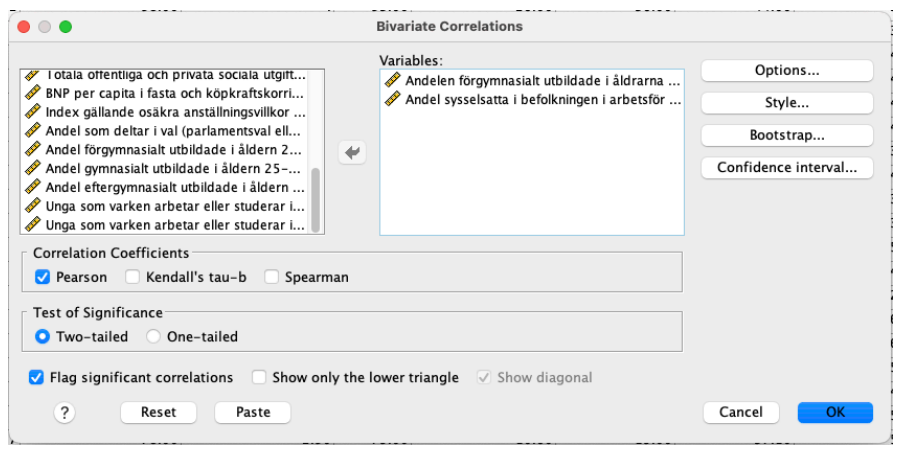 Bivariate Correlations
Totala offentliga och privata sociala utgift...
BNP per capita i fasta och köpkraftskorri...
Index gällande osäkra anställningsvillkor ...
Andel som deltar i val (parlamentsval ell...
Andel förgymnasialt utbildade i åldern 2...
Andel gymnasialt utbildade i åldern 25-...
Andel eftergymnasialt utbildade i åldern ...
Unga som varken arbetar eller studerar i...
Unga som varken arbetar eller studerar i...
Variables:
Andelen förgymnasialt utbildade i åldrarna ...
Andel sysselsatta i befolkningen i arbetsför ...
Options...
Style...
Bootstrap...
Confidence interval...
Correlation Coefficients
Pearson Kendall's tau-b Spearman
Test of Significance
Two-tailed One-tailed
Flag significant correlations Show only the lower triangle Show diagonal
? Reset Paste Cancel OK